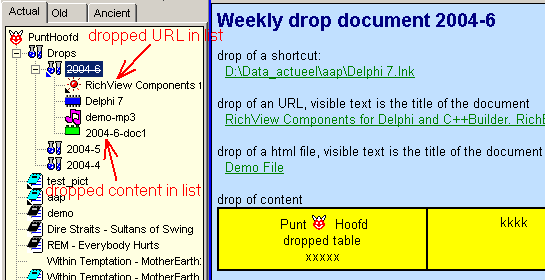 Actual Old Ancient
PuntHoofd
dropped URL in list
Drops
2004-6
RichView Components f
Delphi 7
demo-mp3
2004-6-doc1
2004-5
2004-4
test_pict
dropped content in list
aap
demo
Dire Straits - Sultans of Swing
REM - Everybody Hurts
Within Temptation - MotherEarth
Within Temptation - MotherEarth
Weekly drop document 2004-6
drop of a shortcut:
D:\Data_actueel\aap\Delphi 7.lnk
drop of an URL, visible text is the title of the document
RichView Components for Delphi and C++Builder. RichE
drop of a html file, visible text is the title of the document
Demo File
drop of content
Punt Hoofd
dropped table
xxxxx
kkkk